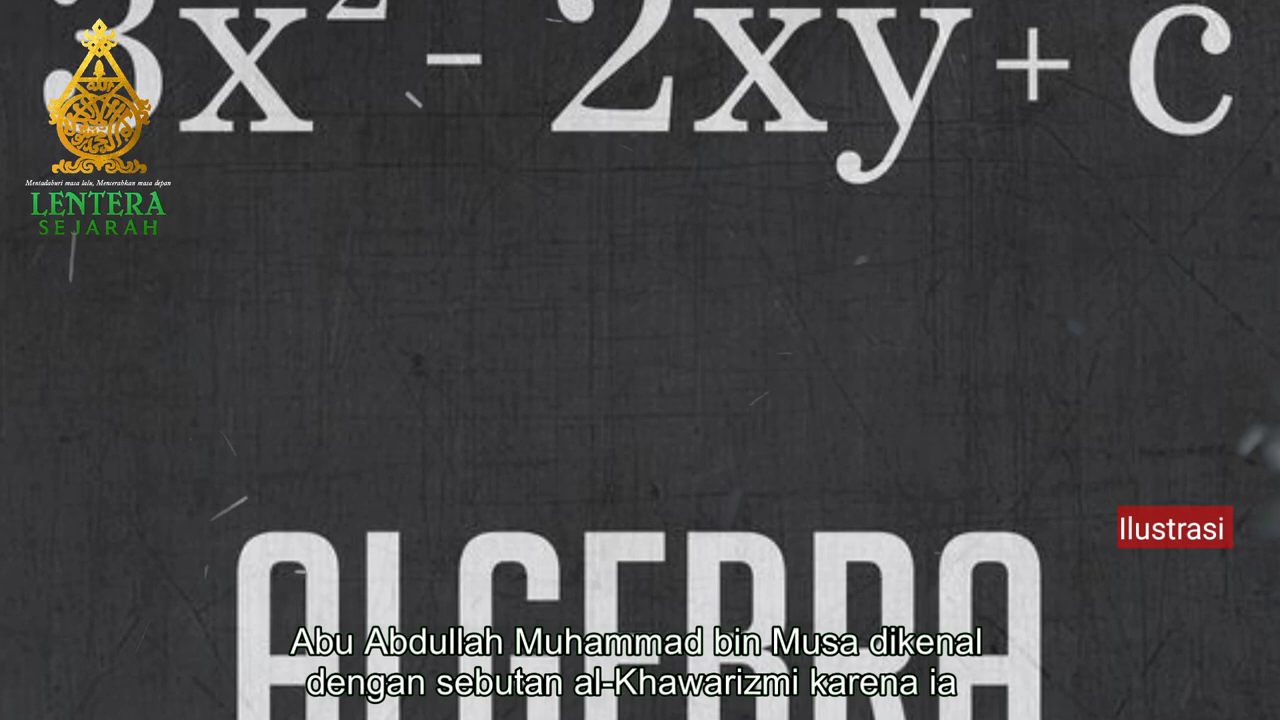 3x² - 2xy + c
Mentadaburi masa lalu, Mencerahkan masa depan
LENTERA
SEJARAH
Ilustrasi
ALGEBRA
Abu Abdullah Muhammad bin Musa dikenal
dengan sebutan al-Khawarizmi karena ia